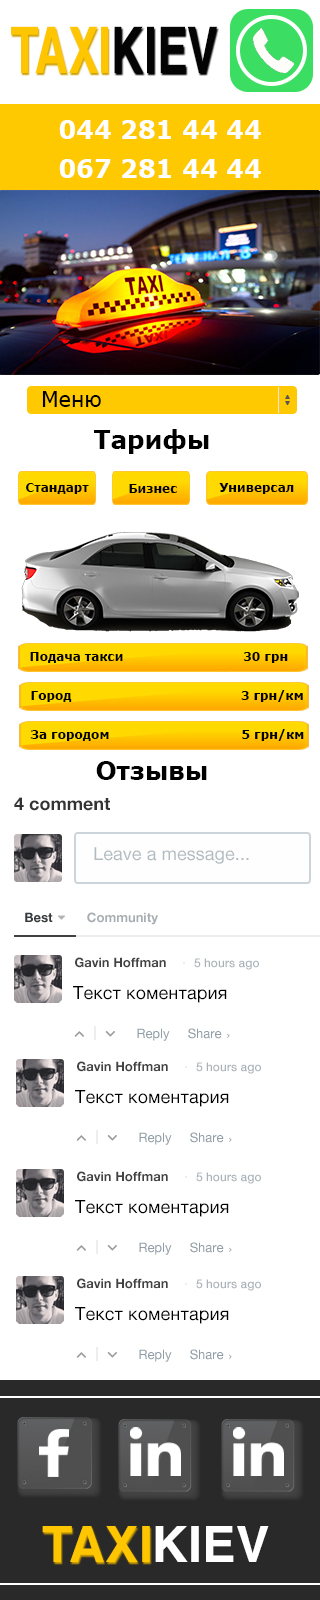 TAXIKIEV
044 281 44 44
067 281 44 44
ТЕРМІНАЛ
TAXI
Меню
Тарифы
Стандарт Бизнес Универсал
Подача такси 30 грн
Город 3 грн/км
За городом 5 грн/км
Отзывы
4 comment
Leave a message...
Best Community
Gavin Hoffman · 5 hours ago
Текст коментария
Reply Share ›
Gavin Hoffman · 5 hours ago
Текст коментария
Reply Share ›
Gavin Hoffman · 5 hours ago
Текст коментария
Reply Share ›
Gavin Hoffman · 5 hours ago
Текст коментария
Reply Share ›
f in in
TAXIKIEV